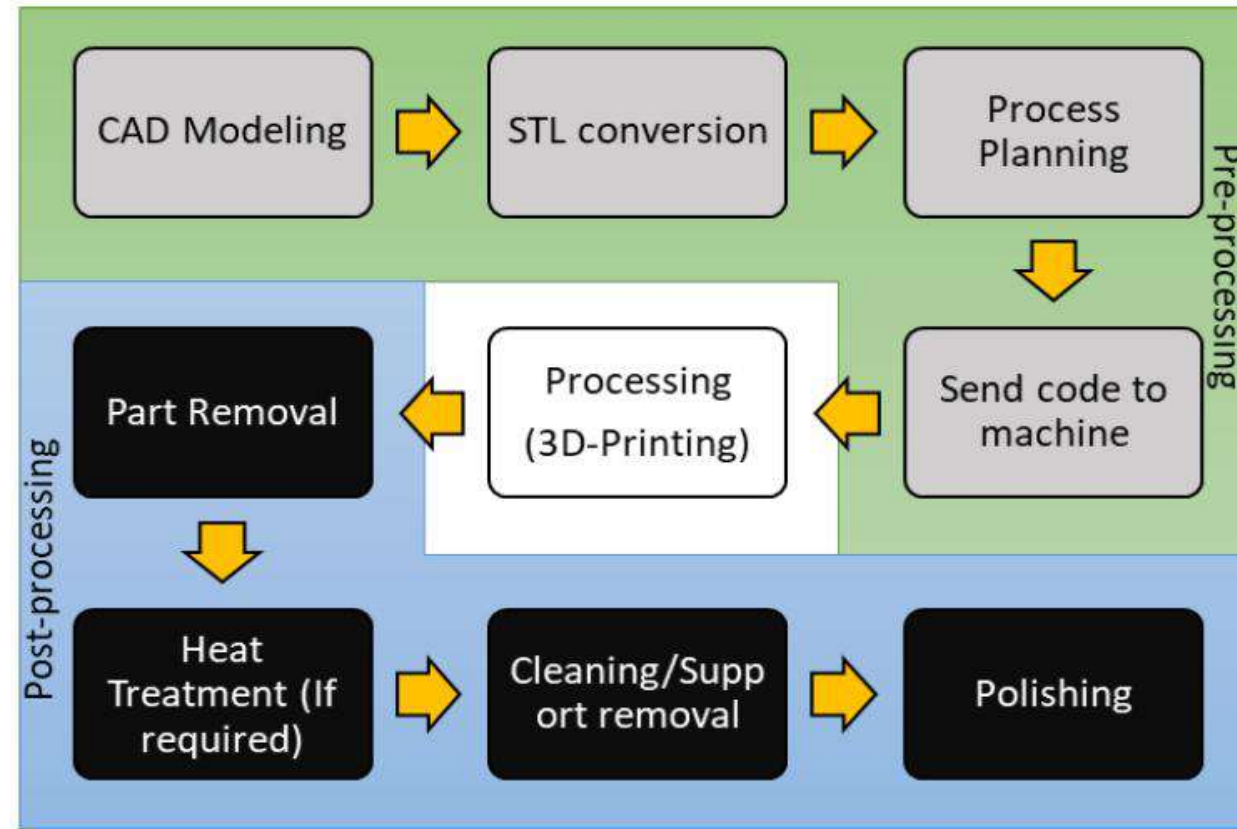 CAD Modeling
STL conversion
Process
Planning
Pre-processing
Send code to
machine
Processing
(3D-Printing)
Part Removal
Post-processing
Heat
Treatment (If
required)
Cleaning/Supp
ort removal
Polishing